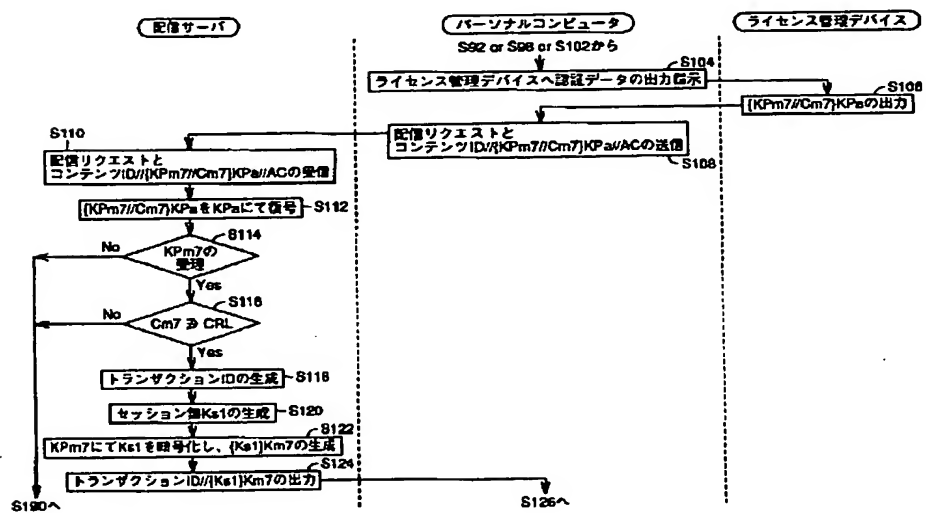 配信サーバ
パーソナルコンピュータ
ライセンス管理デバイス
S92 or S98 or S102から
S104
ライセンス管理デバイスへ認証データの出力指示
S106
{KPm7//Cm7}KPaの出力
配信リクエストと
コンテンツID//{KPm7//Cm7}KPa//ACの送信
S108
S110
配信リクエストと
コンテンツID//{KPm7//Cm7}KPa//ACの受信
{KPm7//Cm7}KPaをKPaにて復号
S112
S114
KPm7の
受理
No
Yes
S116
Cm7 ∌ CRL
No
Yes
トランザクションIDの生成
S118
セッション鍵Ks1の生成
S120
S122
KPm7にてKs1を暗号化し、{Ks1}Km7の生成
S124
トランザクションID//{Ks1}Km7の出力
S190へ
S126へ